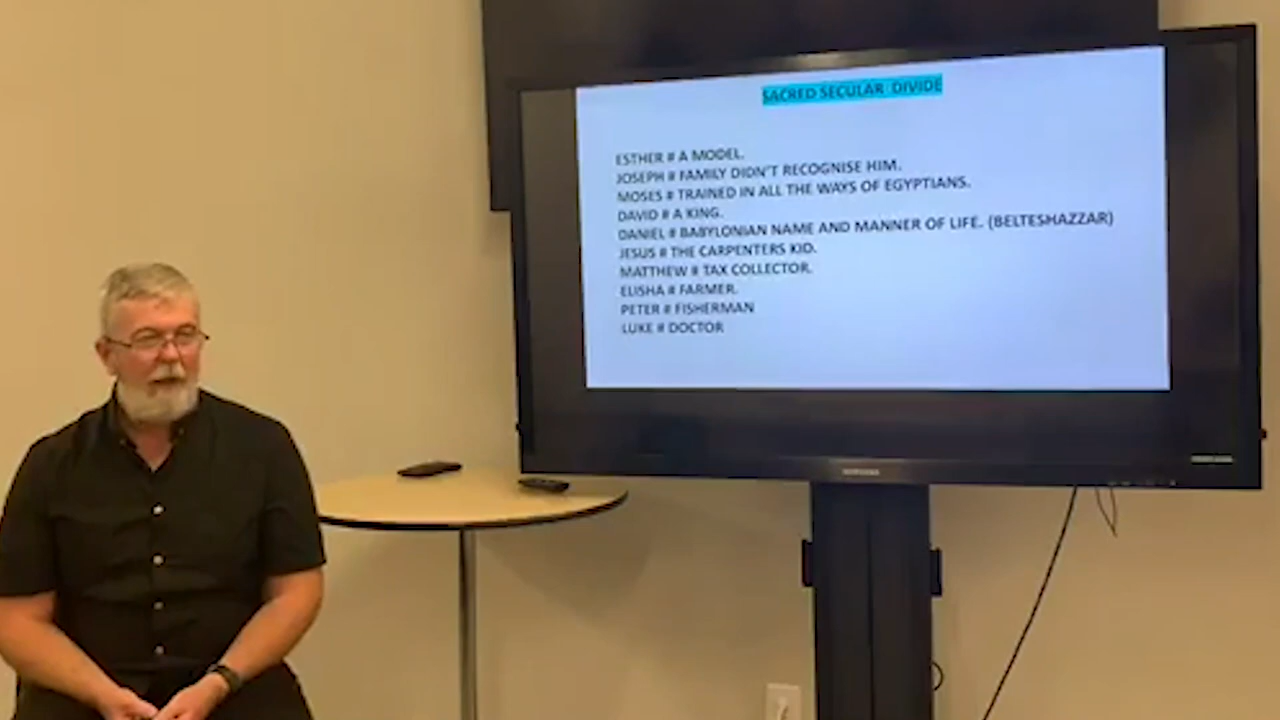 SACRED SECULAR DIVIDE
ESTHER # A MODEL.
JOSEPH # FAMILY DIDN'T RECOGNISE HIM.
MOSES # TRAINED IN ALL THE WAYS OF EGYPTIANS.
DAVID # A KING.
DANIEL # BABYLONIAN NAME AND MANNER OF LIFE. (BELTESHAZZAR)
JESUS # THE CARPENTERS KID.
MATTHEW # TAX COLLECTOR.
ELISHA # FARMER.
PETER # FISHERMAN
LUKE # DOCTOR
SAMSUNG